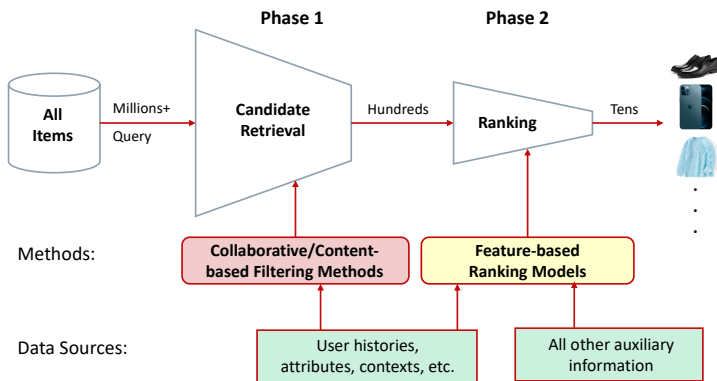 Phase 1
Phase 2
All
Items
Millions+
Query
Candidate
Retrieval
Hundreds
Ranking
Tens
.
.
.
Methods:
Collaborative/Content-
based Filtering Methods
Feature-based
Ranking Models
Data Sources:
User histories,
attributes, contexts, etc.
All other auxiliary
information